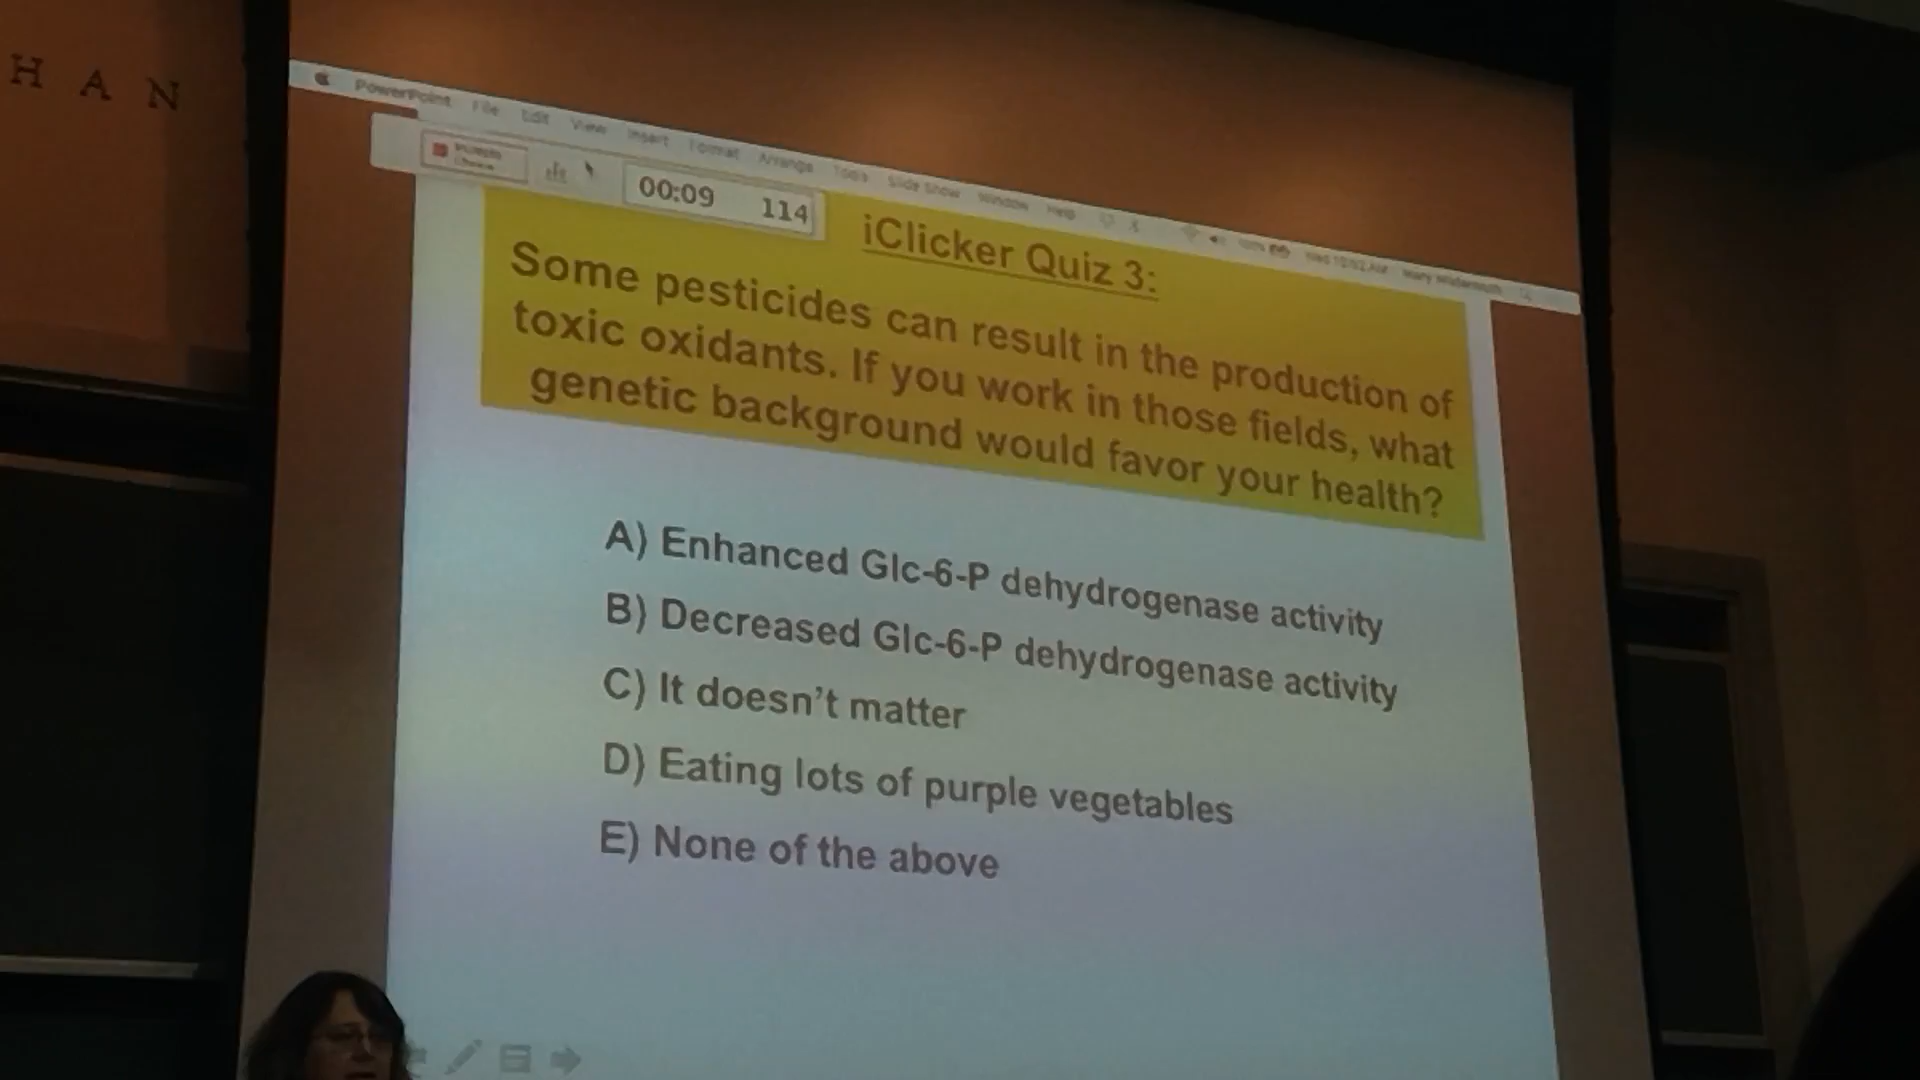 H A N
PowerPoint File Edit View Insert Format Arrange Tools Slide Show Window Help
00:09 114
iClicker Quiz 3:
Some pesticides can result in the production of
toxic oxidants. If you work in those fields, what
genetic background would favor your health?
A) Enhanced Glc-6-P dehydrogenase activity
B) Decreased Glc-6-P dehydrogenase activity
C) It doesn't matter
D) Eating lots of purple vegetables
E) None of the above